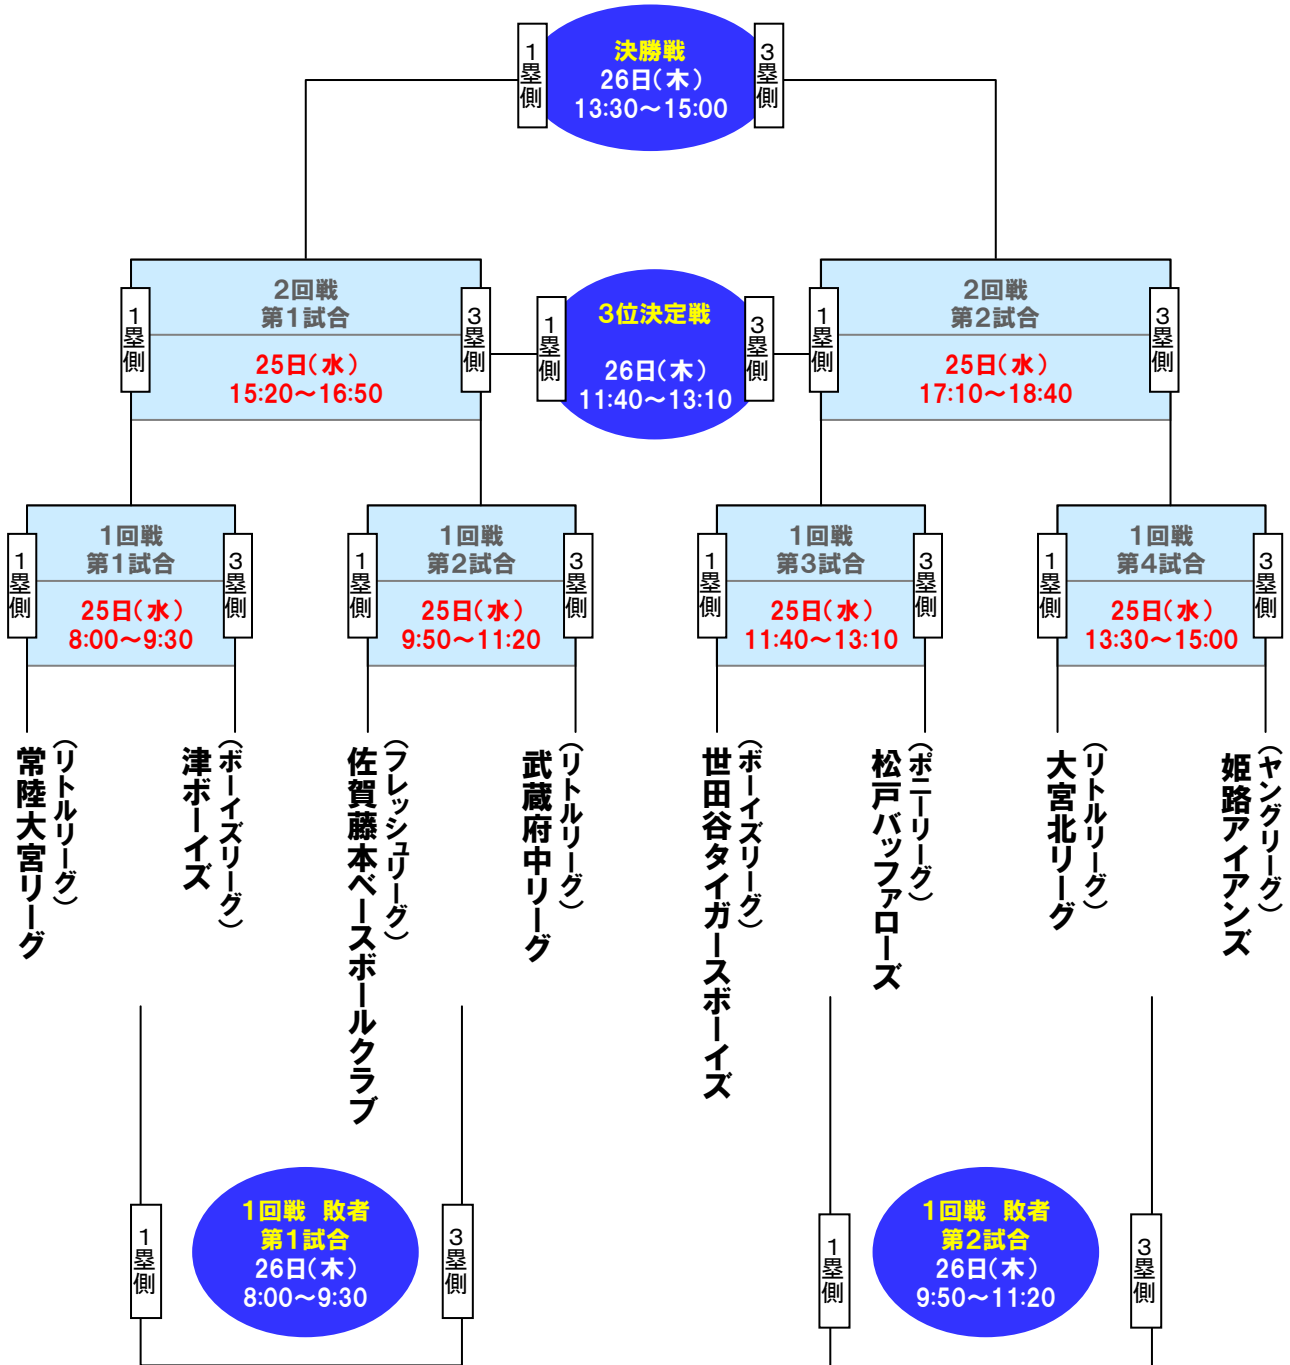 1塁側
決勝戦
26日(木)
13:30～15:00
3塁側
1塁側
2回戦
第1試合
25日(水)
15:20～16:50
3塁側
1塁側
3位決定戦
26日(木)
11:40～13:10
3塁側
1塁側
2回戦
第2試合
25日(水)
17:10～18:40
3塁側
1塁側
1回戦
第1試合
25日(水)
8:00～9:30
3塁側
1塁側
1回戦
第2試合
25日(水)
9:50～11:20
3塁側
1塁側
1回戦
第3試合
25日(水)
11:40～13:10
3塁側
1塁側
1回戦
第4試合
25日(水)
13:30～15:00
3塁側
(リトルリーグ)
常陸大宮リーグ
(ボーイズリーグ)
津ボーイズ
(フレッシュリーグ)
佐賀藤本ベースボールクラブ
(リトルリーグ)
武蔵府中リーグ
(ボーイズリーグ)
世田谷タイガースボーイズ
(ポニーリーグ)
松戸バッファローズ
(リトルリーグ)
大宮北リーグ
(ヤングリーグ)
姫路アイアンズ
1塁側
1回戦 敗者
第1試合
26日(木)
8:00～9:30
3塁側
1塁側
1回戦 敗者
第2試合
26日(木)
9:50～11:20
3塁側